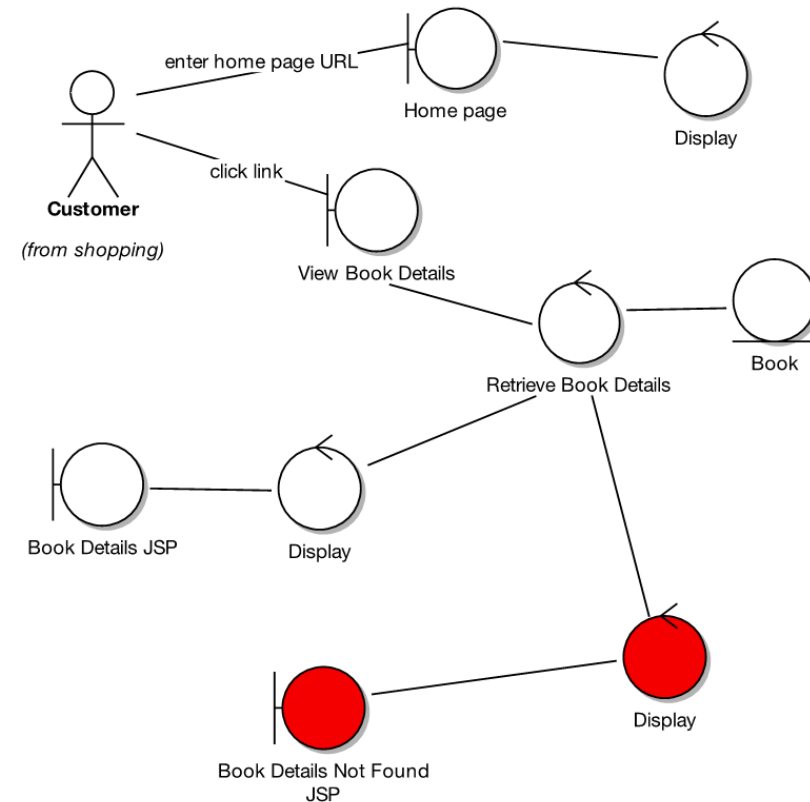 enter home page URL
Home page
Display
click link
Customer
(from shopping)
View Book Details
Book
Retrieve Book Details
Book Details JSP
Display
Display
Book Details Not Found
JSP